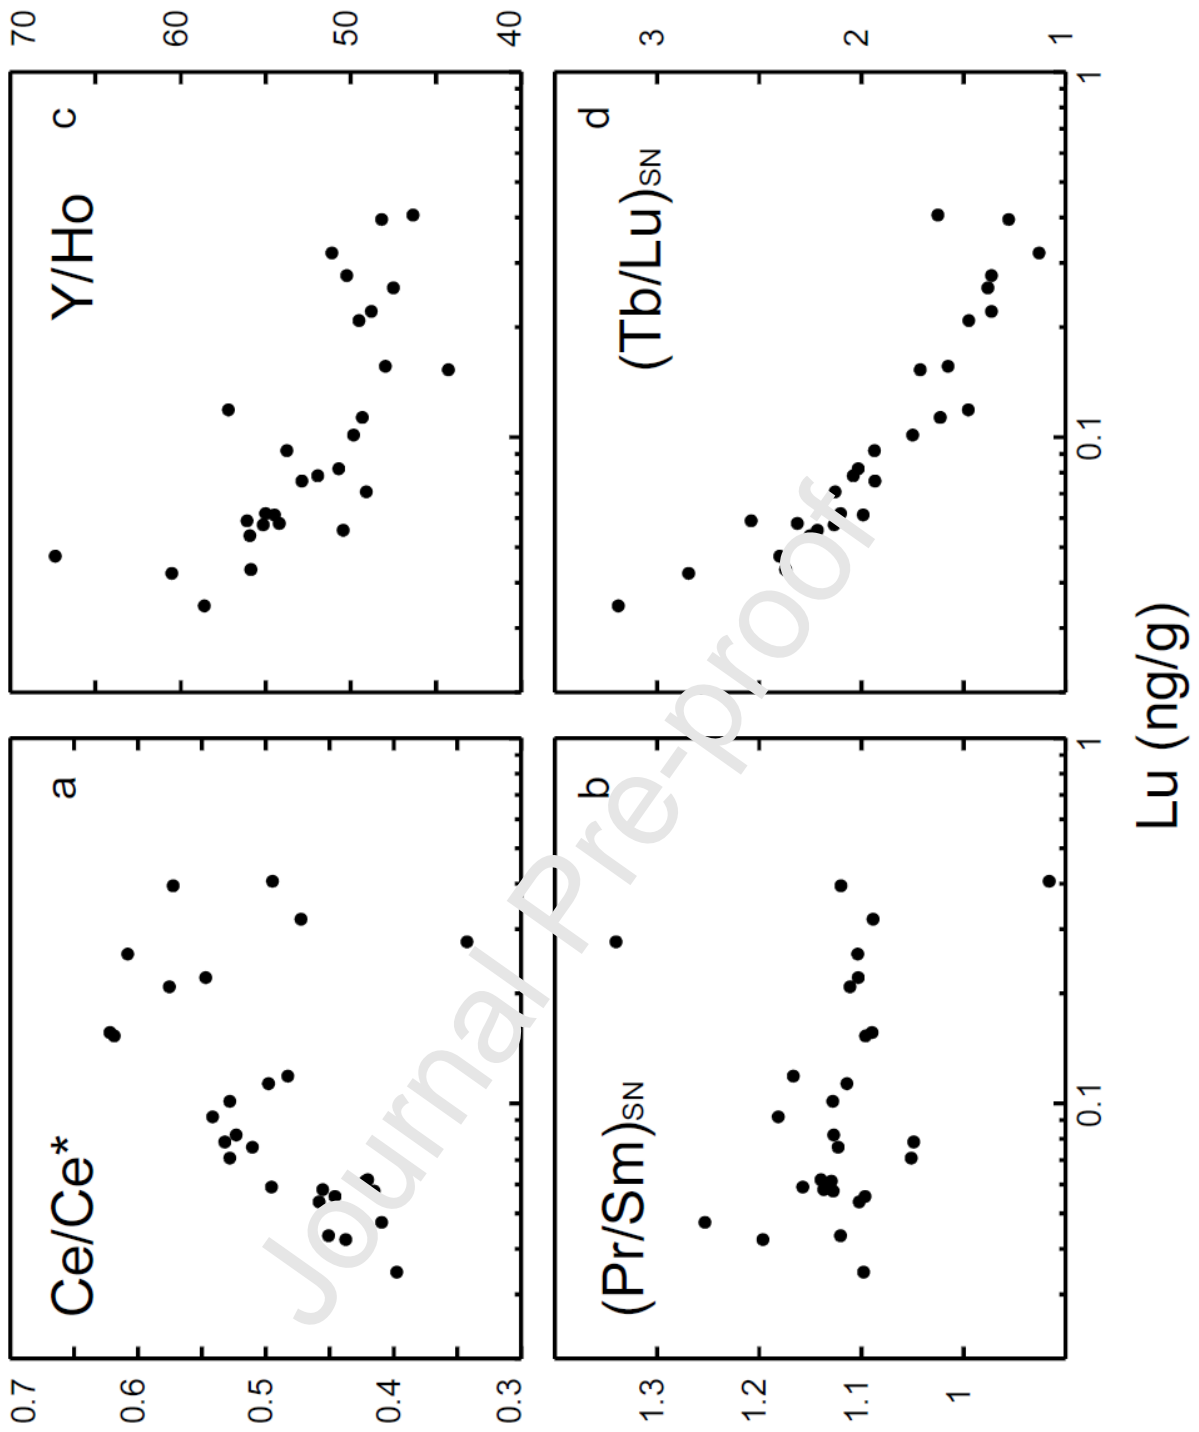 Ce/Ce*
a
0.7
0.6
0.5
0.4
0.3
Y/Ho
c
70
60
50
40
(Pr/Sm)SN
b
1.3
1.2
1.1
1
0.1
1
(Tb/Lu)SN
d
3
2
1
0.1
1
Lu (ng/g)
Journal Pre-proof